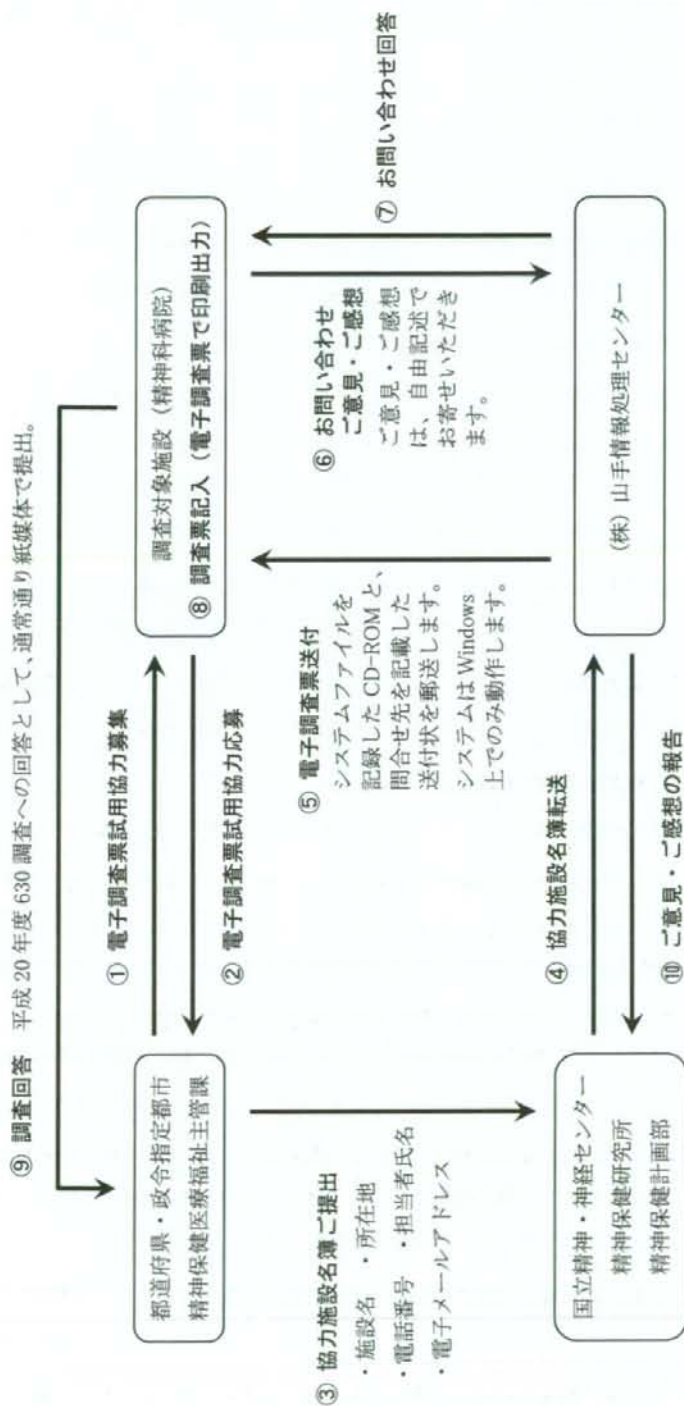 ⑨ 調査回答 平成 20 年度 630 調査への回答として、通常通り紙媒体で提出。
都道府県・政令指定都市
精神保健医療福祉主管課
① 電子調査票試用協力募集
② 電子調査票試用協力応募
調査対象施設（精神科病院）
⑧ 調査票記入（電子調査票で印刷出力）
③ 協力施設名簿ご提出
・施設名 ・所在地
・電話番号 ・担当者氏名
・電子メールアドレス
⑤ 電子調査票送付
システムファイルを
記録した CD-ROM と、
問合せ先を記載した
送付状を郵送します。
システムは Windows
上でのみ動作します。
⑥ お問い合わせ
ご意見・ご感想
ご意見・ご感想
は、自由記述で
お寄せいただき
ます。
⑦ お問い合わせ回答
国立精神・神経センター
精神保健研究所
精神保健計画部
④ 協力施設名簿転送
⑩ ご意見・ご感想の報告
（株）山手情報処理センター